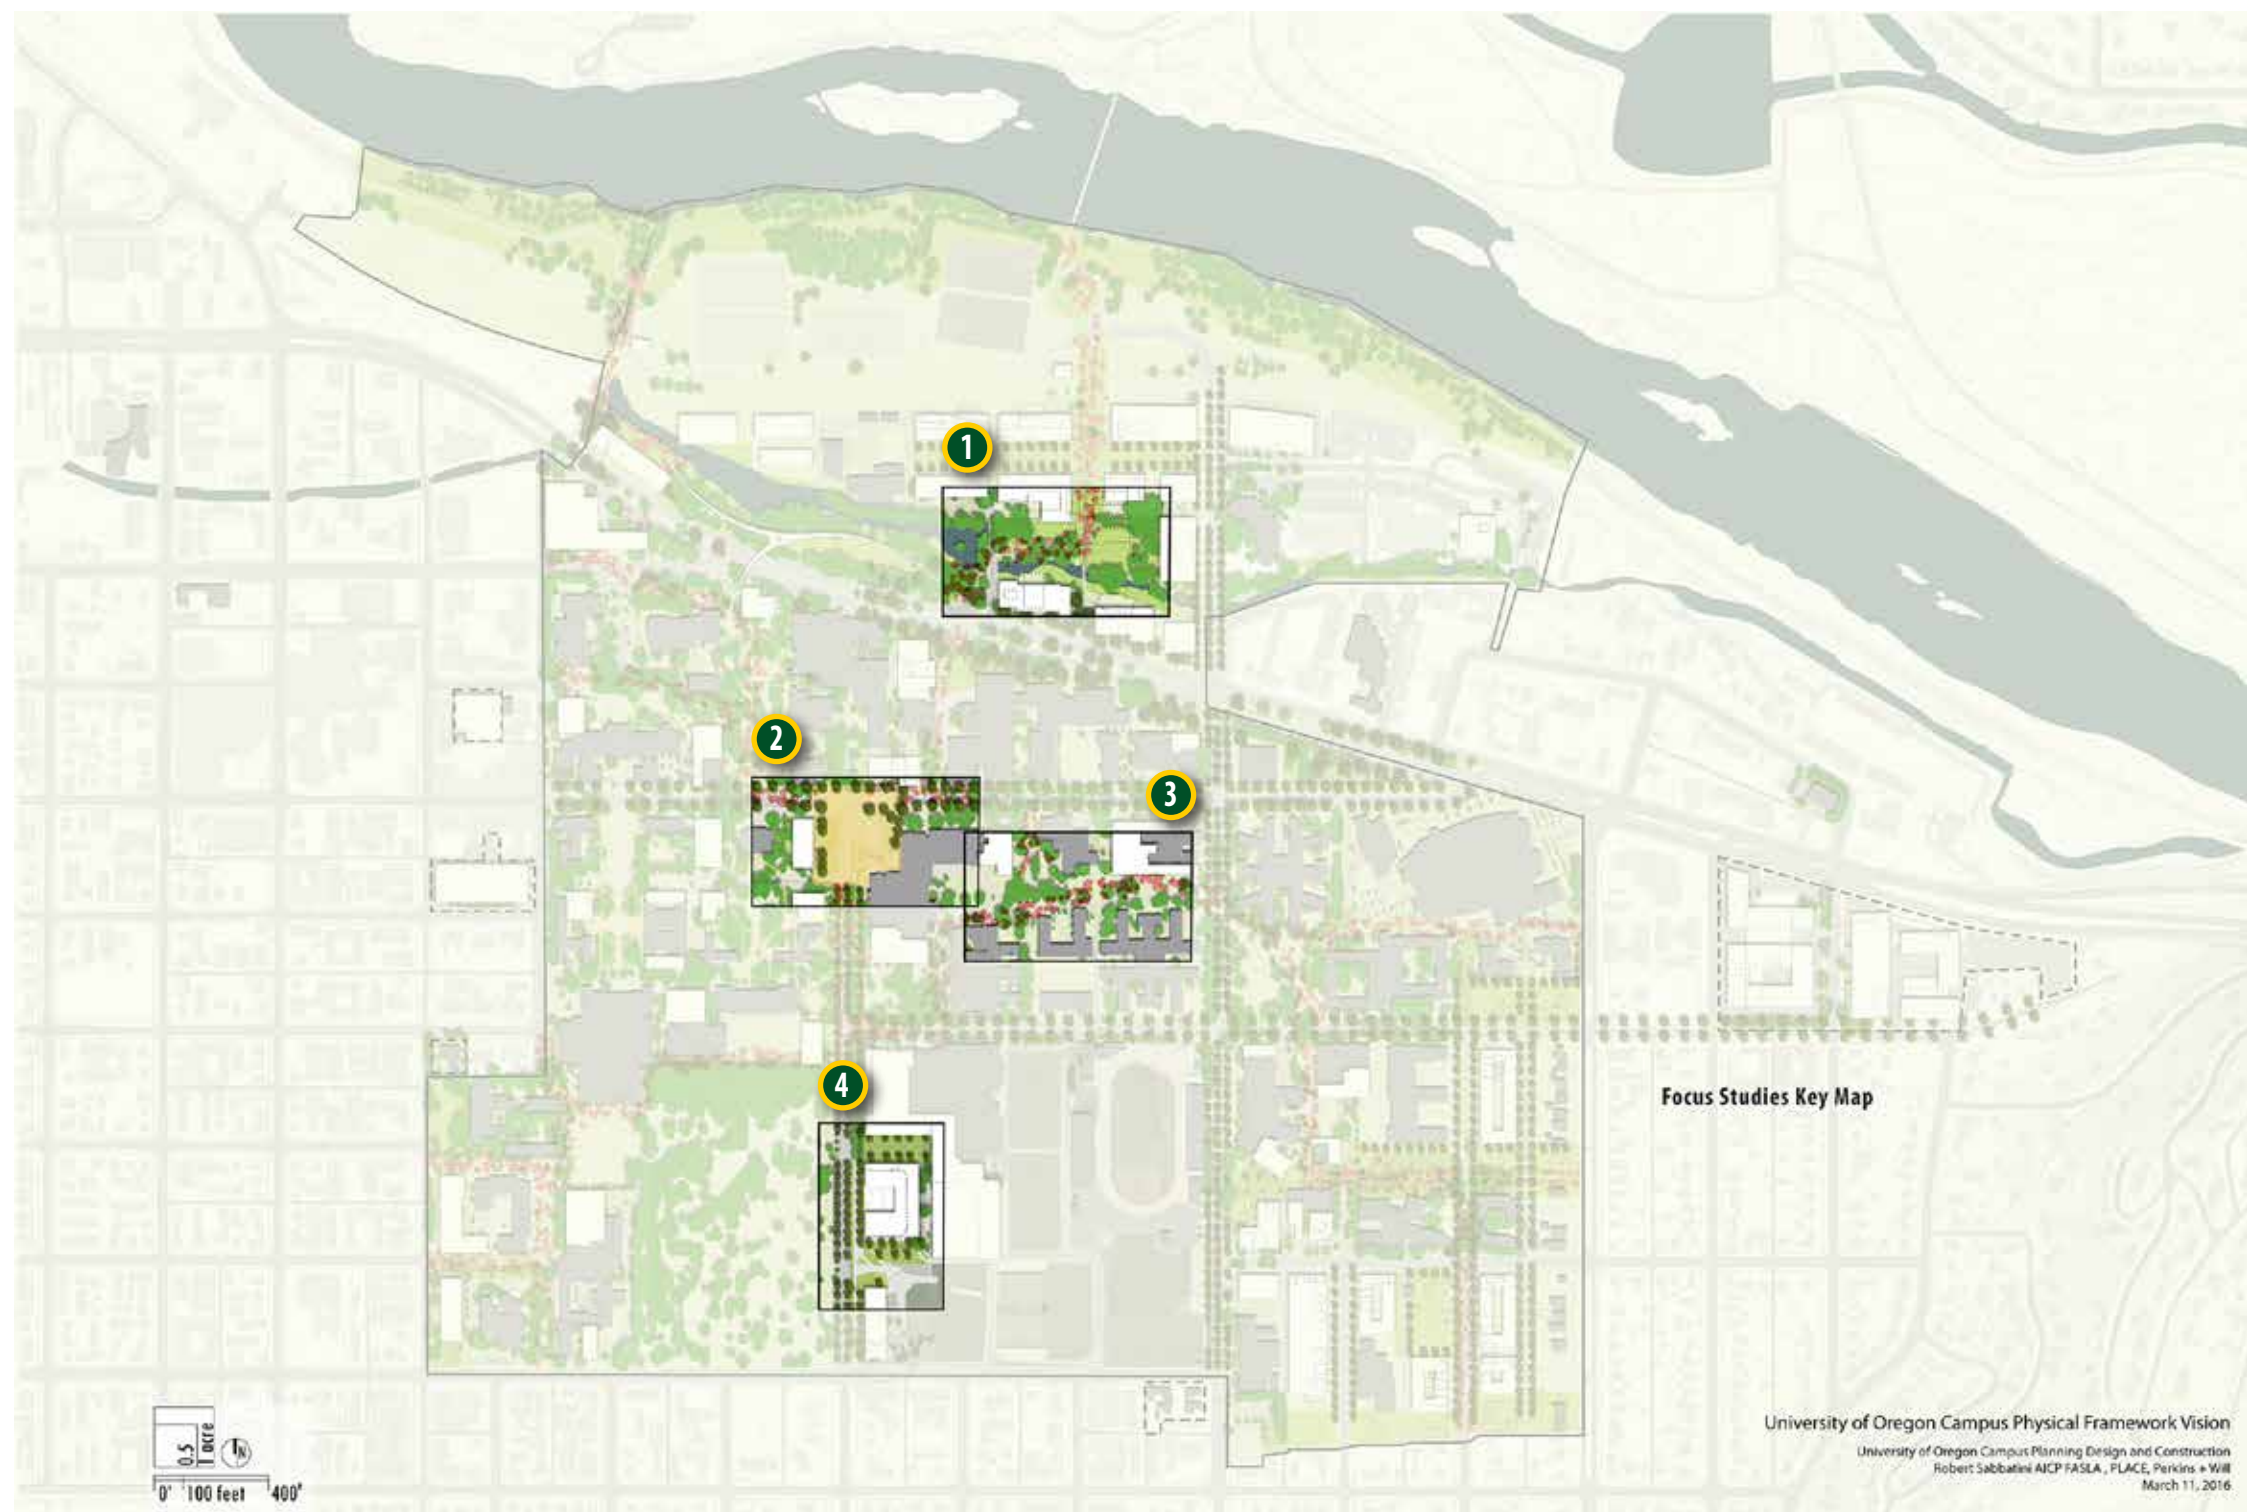 1
2
3
4
Focus Studies Key Map
0.5
1 acre
N
0' 100 feet 400'
University of Oregon Campus Physical Framework Vision
University of Oregon Campus Planning Design and Construction
Robert Sabbatini AICP FASLA , PLACE, Perkins + Will
March 11, 2016